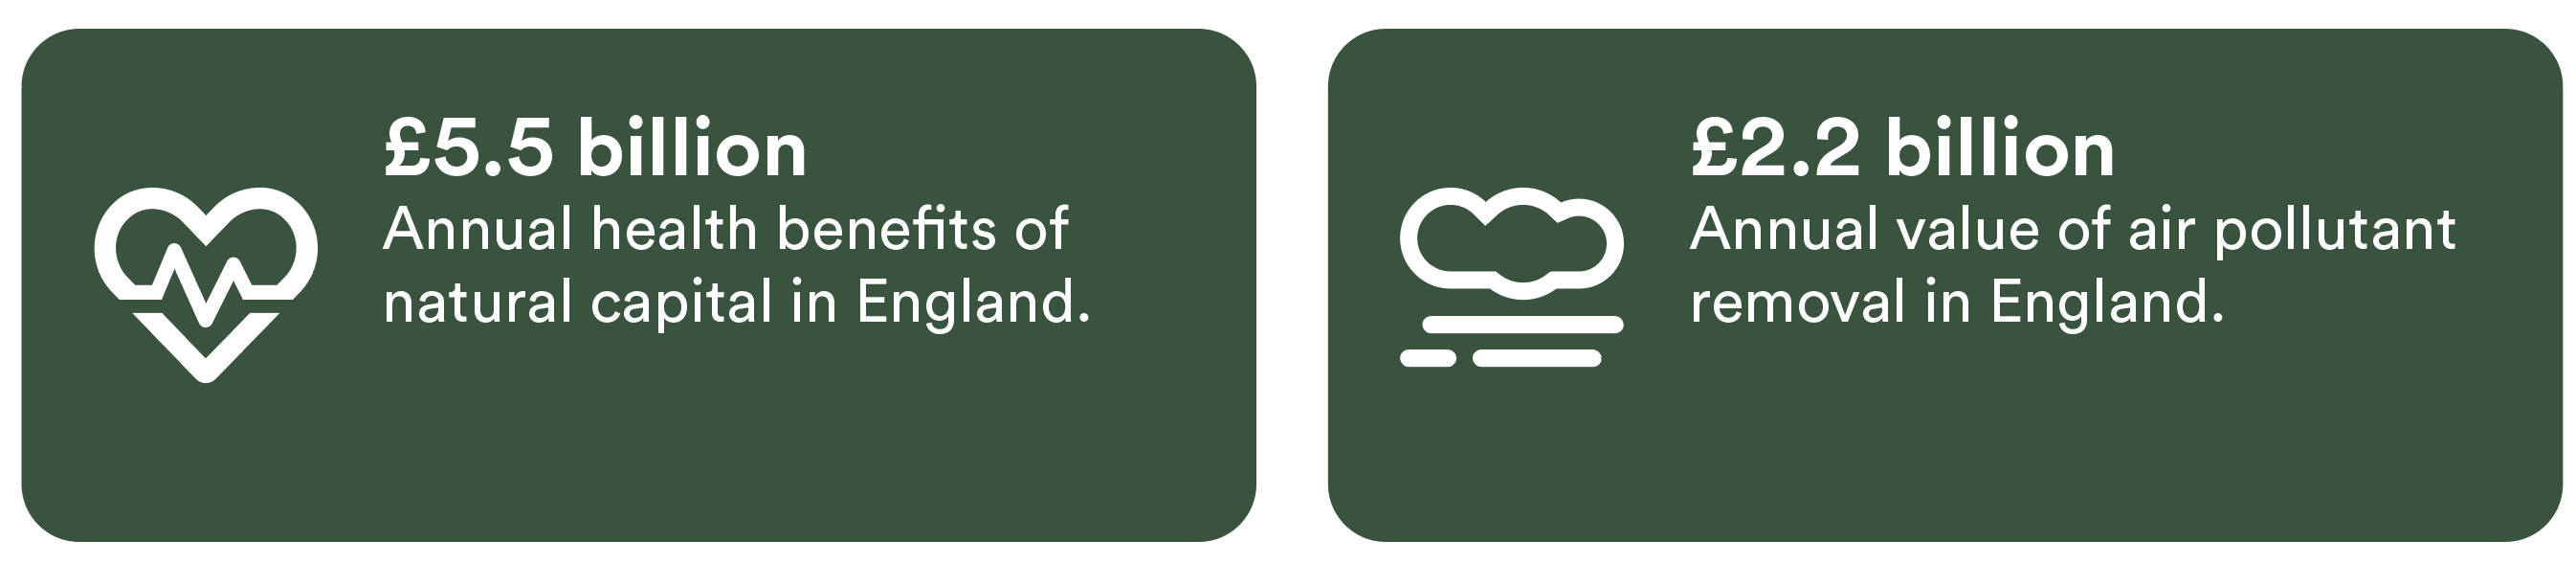 £5.5 billion
Annual health benefits of
natural capital in England.
£2.2 billion
Annual value of air pollutant
removal in England.